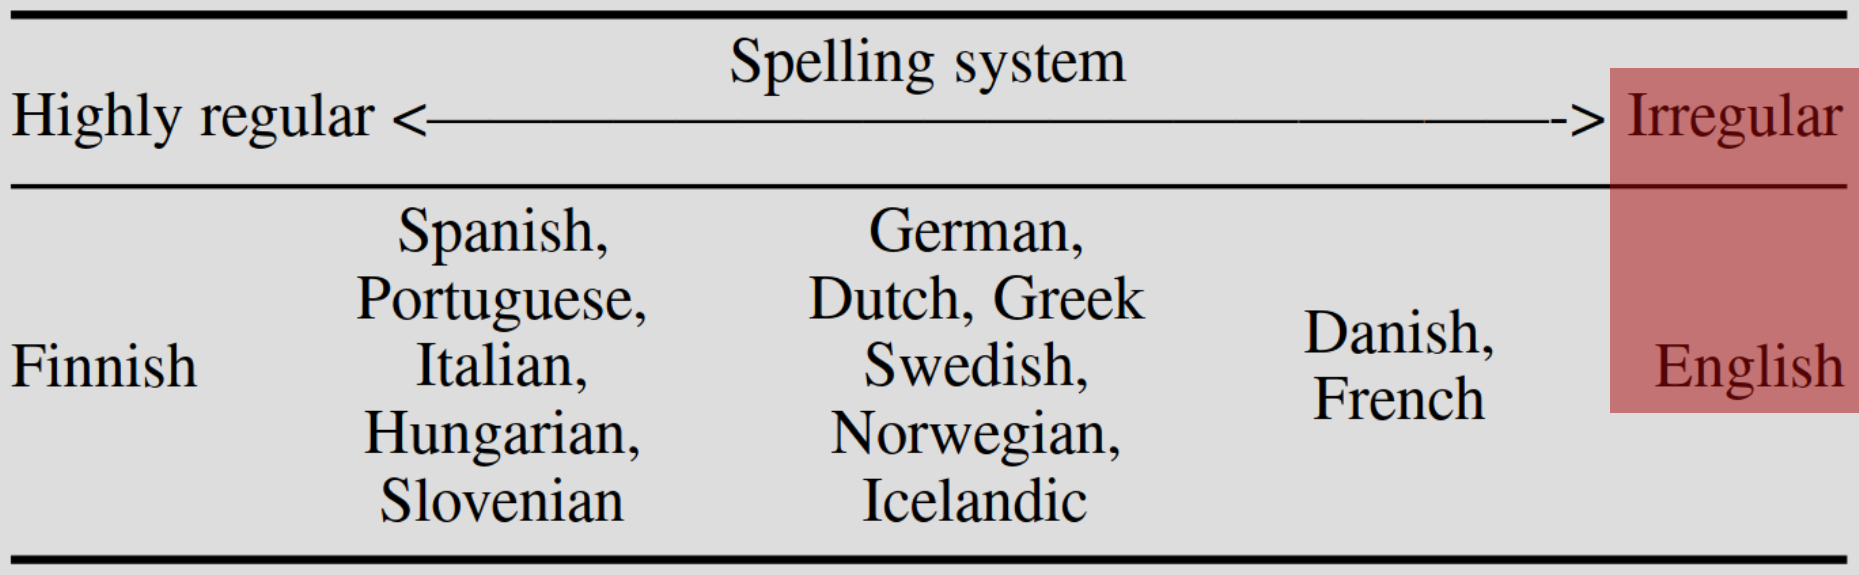 Spelling system
Highly regular <————————————————-> Irregular
Spanish,
Portuguese,
Italian,
Hungarian,
Slovenian
German,
Dutch, Greek
Swedish,
Norwegian,
Icelandic
Danish,
French
Finnish
English